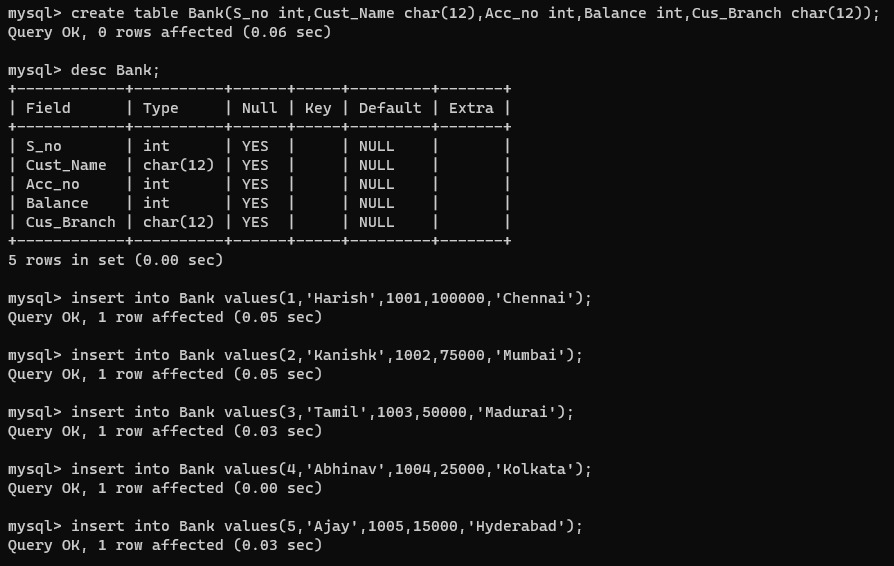 mysql> create table Bank(S_no int,Cust_Name char(12),Acc_no int,Balance int,Cus_Branch char(12));
Query OK, 0 rows affected (0.06 sec)

mysql> desc Bank;
+------------+----------+------+-----+---------+-------+
| Field      | Type     | Null | Key | Default | Extra |
+------------+----------+------+-----+---------+-------+
| S_no       | int      | YES  |     | NULL    |       |
| Cust_Name  | char(12) | YES  |     | NULL    |       |
| Acc_no     | int      | YES  |     | NULL    |       |
| Balance    | int      | YES  |     | NULL    |       |
| Cus_Branch | char(12) | YES  |     | NULL    |       |
+------------+----------+------+-----+---------+-------+
5 rows in set (0.00 sec)

mysql> insert into Bank values(1,'Harish',1001,100000,'Chennai');
Query OK, 1 row affected (0.05 sec)

mysql> insert into Bank values(2,'Kanishk',1002,75000,'Mumbai');
Query OK, 1 row affected (0.05 sec)

mysql> insert into Bank values(3,'Tamil',1003,50000,'Madurai');
Query OK, 1 row affected (0.03 sec)

mysql> insert into Bank values(4,'Abhinav',1004,25000,'Kolkata');
Query OK, 1 row affected (0.00 sec)

mysql> insert into Bank values(5,'Ajay',1005,15000,'Hyderabad');
Query OK, 1 row affected (0.03 sec)